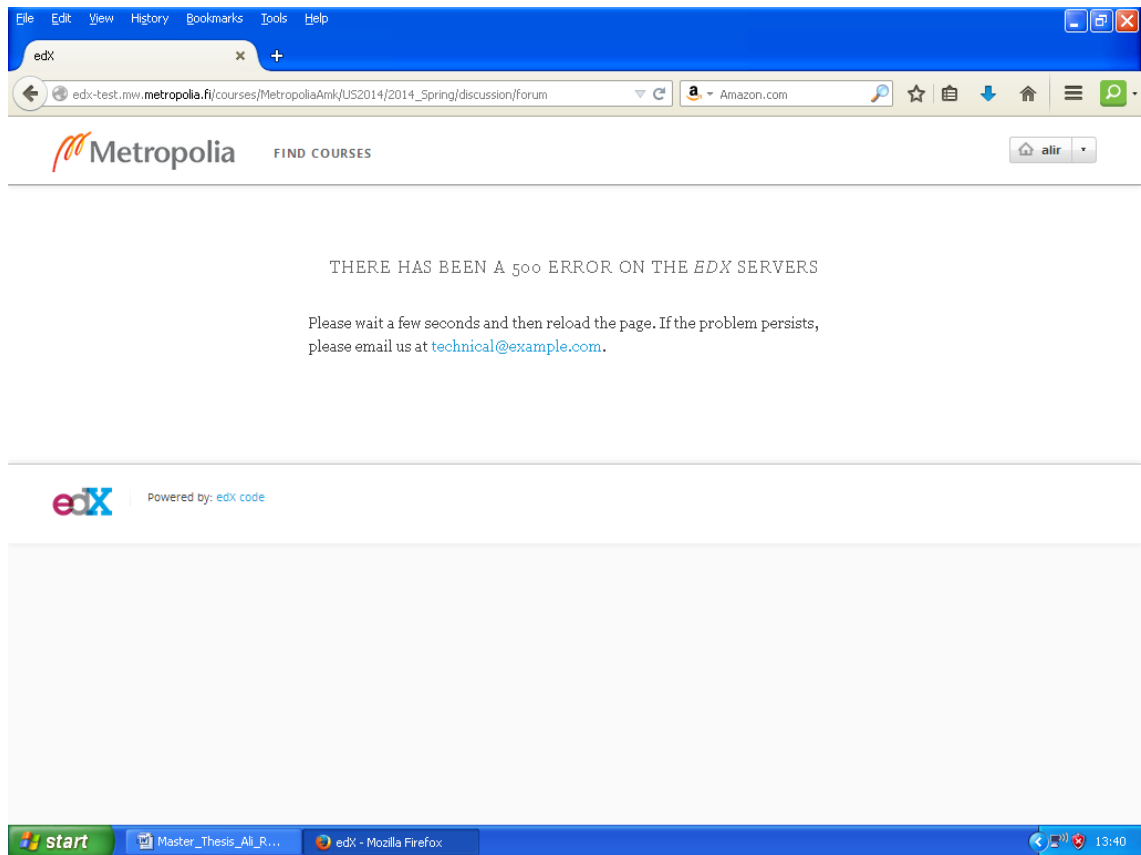 File Edit View History Bookmarks Tools Help
edX
edx-test.mw.metropolia.fi/courses/MetropoliaAmk/US2014/2014_Spring/discussion/forum
a Amazon.com
Metropolia
FIND COURSES
alir
THERE HAS BEEN A 500 ERROR ON THE EDX SERVERS
Please wait a few seconds and then reload the page. If the problem persists,
please email us at technical@example.com.
edX
Powered by: edX code
start
Master_Thesis_Ali_R...
edX - Mozilla Firefox
13:40